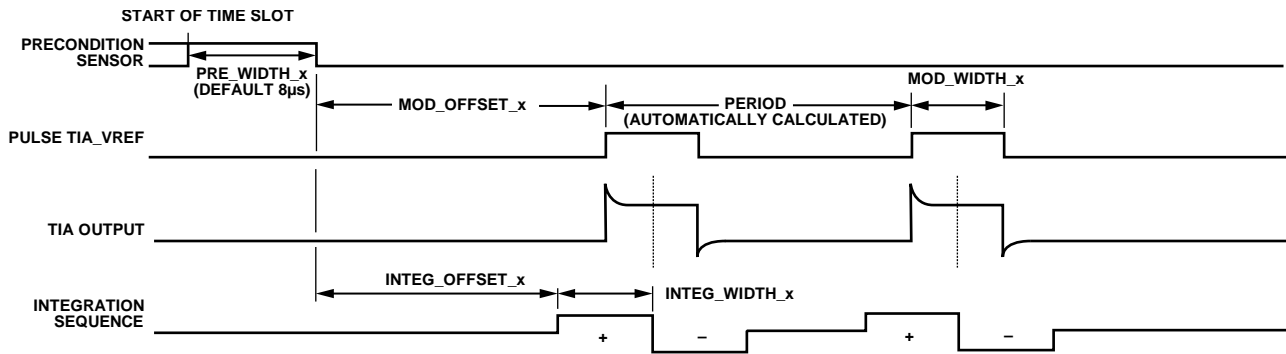 START OF TIME SLOT
PRECONDITION
SENSOR
PRE_WIDTH_x
(DEFAULT 8µs)
MOD_WIDTH_x
MOD_OFFSET_x
PERIOD
(AUTOMATICALLY CALCULATED)
PULSE TIA_VREF
TIA OUTPUT
INTEG_OFFSET_x
INTEG_WIDTH_x
INTEGRATION
SEQUENCE
+ – + –